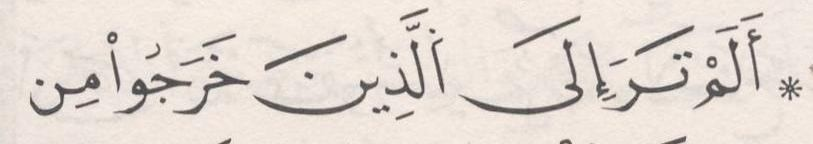 * أَلَمْ تَرَ إِلَى ٱلَّذِينَ خَرَجُوا۟ مِن